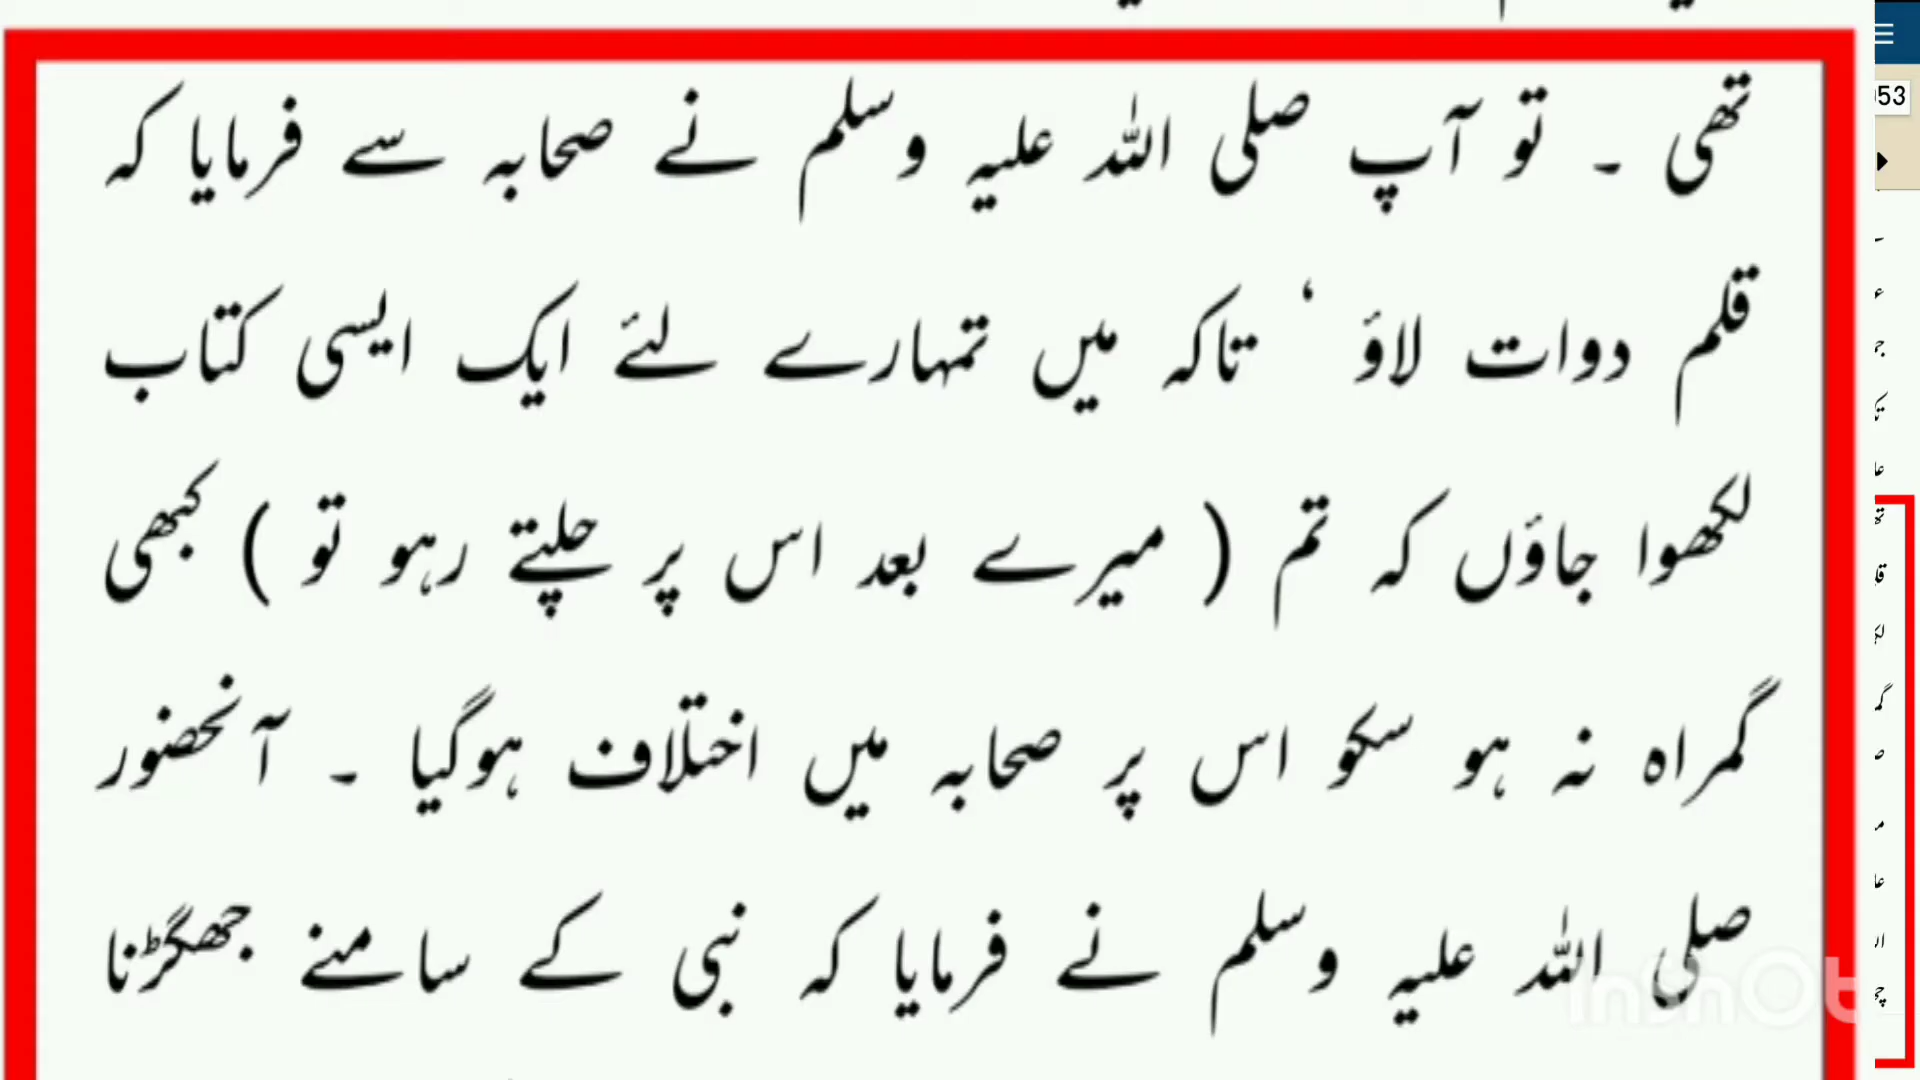 تھی ۔ تو آپ صلی اللہ علیہ وسلم نے صحابہ سے فرمایا کہ
قلم دوات لاؤ ‘ تاکہ میں تمہارے لئے ایک ایسی کتاب
لکھوا جاؤں کہ تم ( میرے بعد اس پر چلتے رہو تو ) کبھی
گمراہ نہ ہو سکو اس پر صحابہ میں اختلاف ہوگیا ۔ آنحضور
صلی اللہ علیہ وسلم نے فرمایا کہ نبی کے سامنے جھگڑنا
53